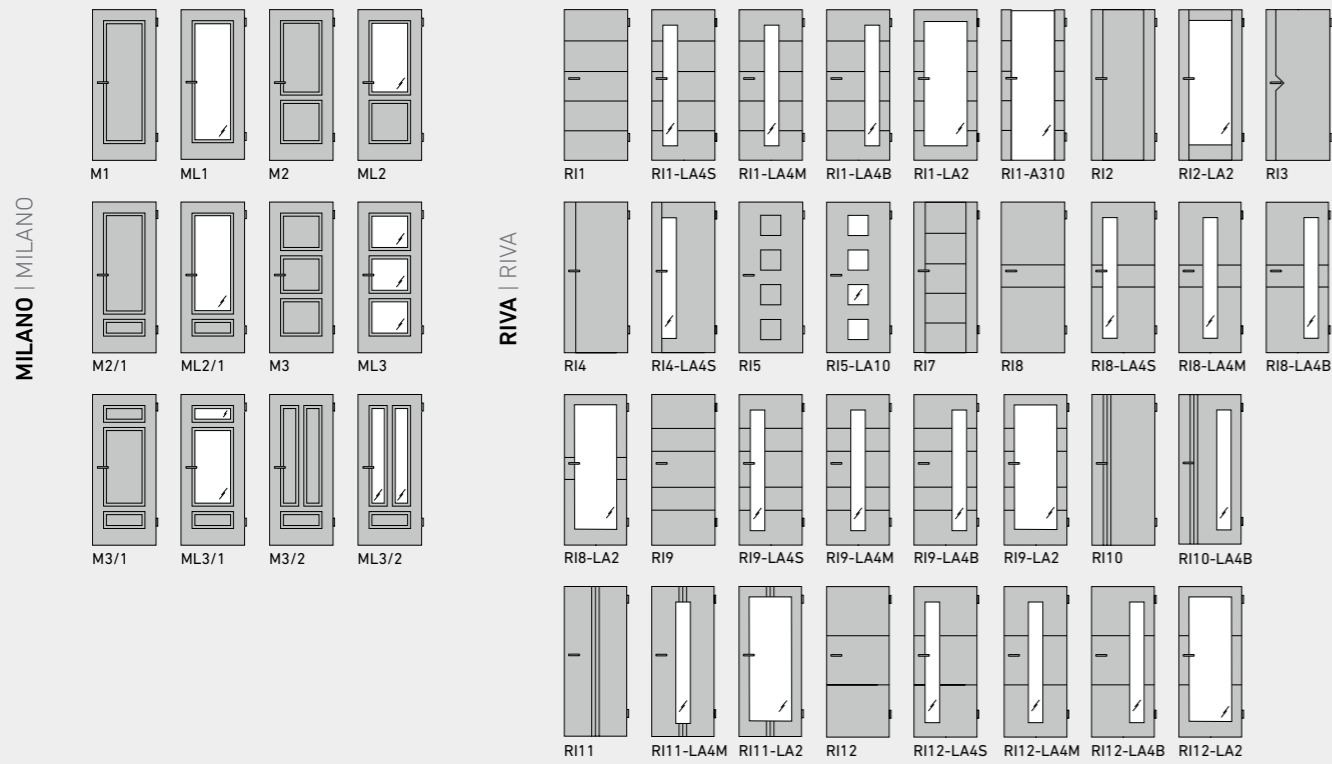 MILANO | MILANO
M1 ML1 M2 ML2
M2/1 ML2/1 M3 ML3
M3/1 ML3/1 M3/2 ML3/2
RIVA | RIVA
RI1 RI1-LA4S RI1-LA4M RI1-LA4B RI1-LA2 RI1-A310 RI2 RI2-LA2 RI3
RI4 RI4-LA4S RI5 RI5-LA10 RI7 RI8 RI8-LA4S RI8-LA4M RI8-LA4B
RI8-LA2 RI9 RI9-LA4S RI9-LA4M RI9-LA4B RI9-LA2 RI10 RI10-LA4B
RI11 RI11-LA4M RI11-LA2 RI12 RI12-LA4S RI12-LA4M RI12-LA4B RI12-LA2